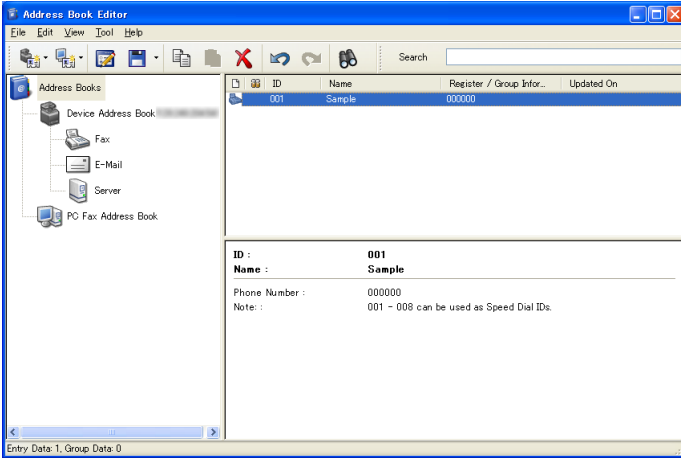 Address Book Editor
File Edit View Tool Help
Search
Address Books
Device Address Book
Fax
E-Mail
Server
PC Fax Address Book
ID Name Register / Group Infor... Updated On
001 Sample 000000
ID : 001
Name : Sample
Phone Number : 000000
Note: : 001 - 008 can be used as Speed Dial IDs.
Entry Data: 1, Group Data: 0